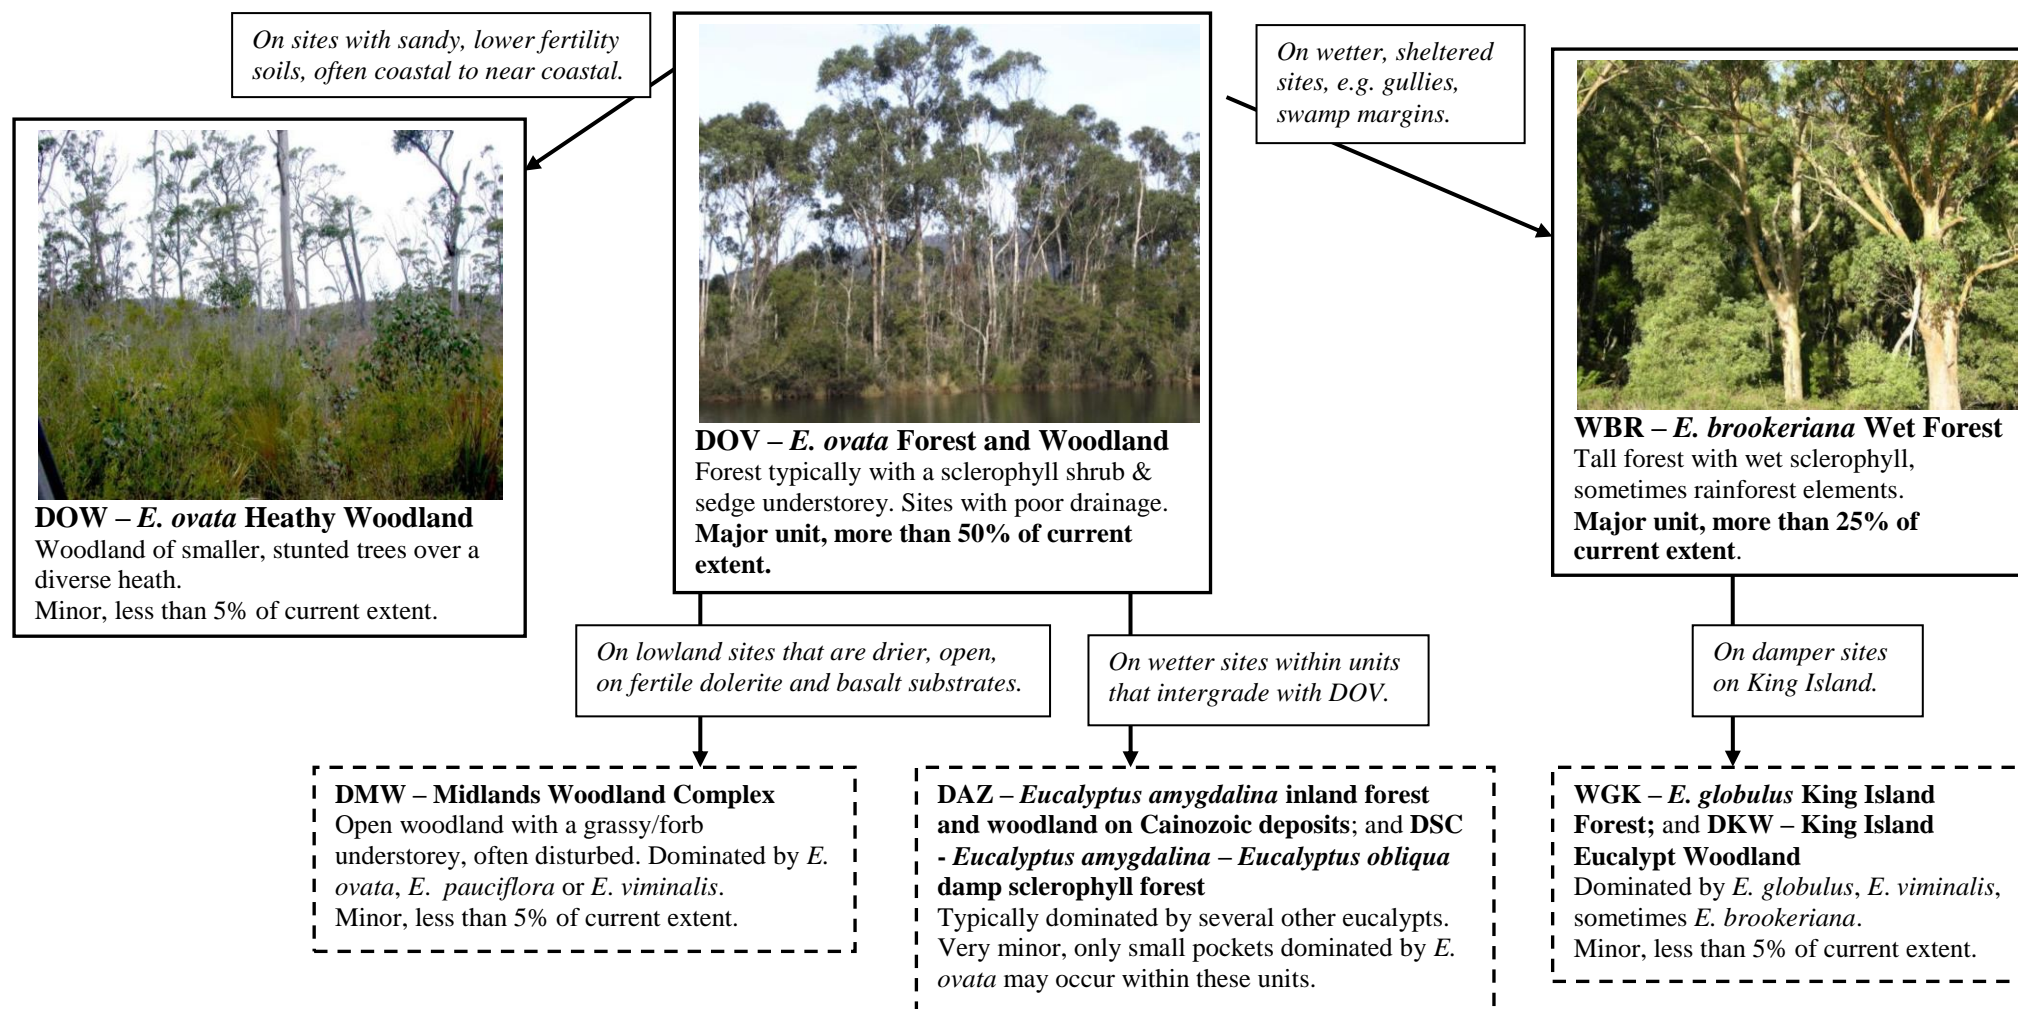 On sites with sandy, lower fertility
soils, often coastal to near coastal.
On wetter, sheltered
sites, e.g. gullies,
swamp margins.
DOW – E. ovata Heathy Woodland
Woodland of smaller, stunted trees over a
diverse heath.
Minor, less than 5% of current extent.
DOV – E. ovata Forest and Woodland
Forest typically with a sclerophyll shrub &
sedge understorey. Sites with poor drainage.
Major unit, more than 50% of current
extent.
WBR – E. brookeriana Wet Forest
Tall forest with wet sclerophyll,
sometimes rainforest elements.
Major unit, more than 25% of
current extent.
On lowland sites that are drier, open,
on fertile dolerite and basalt substrates.
On wetter sites within units
that intergrade with DOV.
On damper sites
on King Island.
DMW – Midlands Woodland Complex
Open woodland with a grassy/forb
understorey, often disturbed. Dominated by E.
ovata, E. pauciflora or E. viminalis.
Minor, less than 5% of current extent.
DAZ – Eucalyptus amygdalina inland forest
and woodland on Cainozoic deposits; and DSC
- Eucalyptus amygdalina – Eucalyptus obliqua
damp sclerophyll forest
Typically dominated by several other eucalypts.
Very minor, only small pockets dominated by E.
ovata may occur within these units.
WGK – E. globulus King Island
Forest; and DKW – King Island
Eucalypt Woodland
Dominated by E. globulus, E. viminalis,
sometimes E. brookeriana.
Minor, less than 5% of current extent.